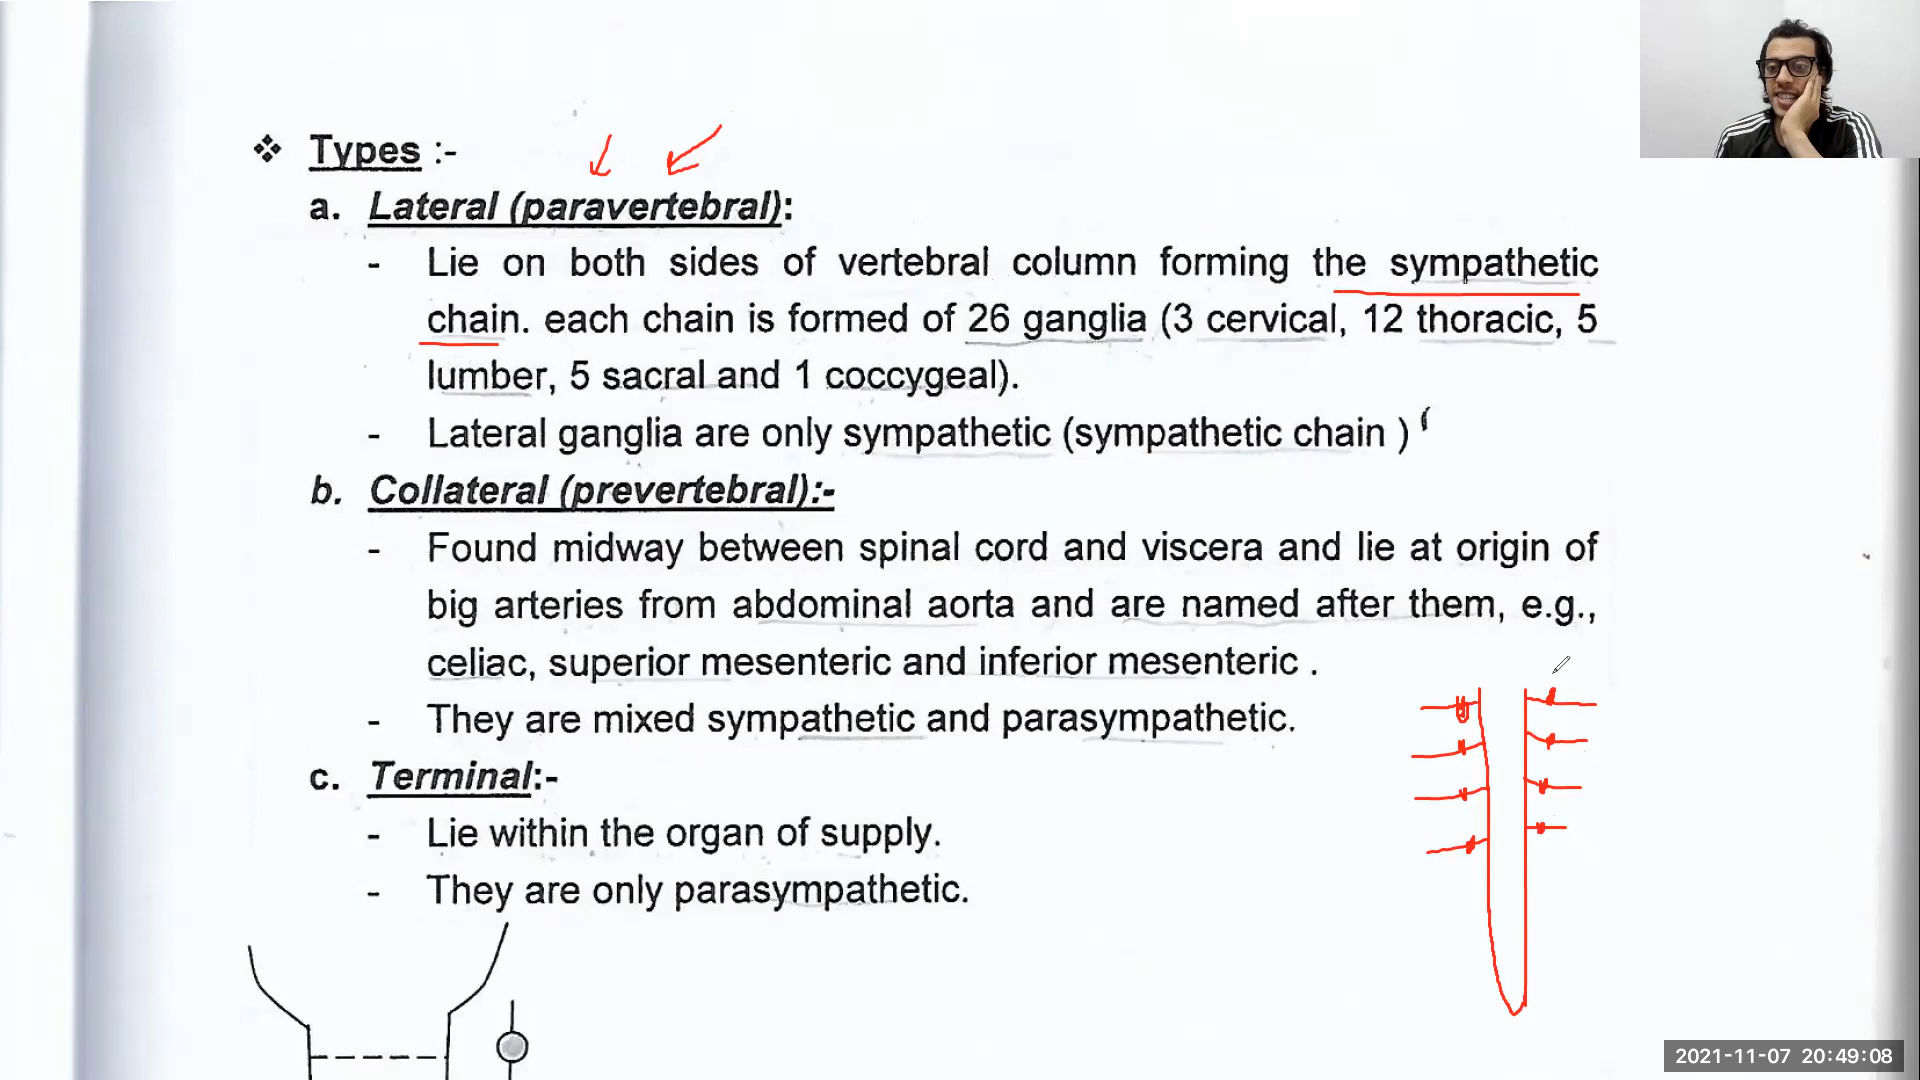 ❖ Types :-
a. Lateral (paravertebral):
- Lie on both sides of vertebral column forming the sympathetic
chain. each chain is formed of 26 ganglia (3 cervical, 12 thoracic, 5
lumber, 5 sacral and 1 coccygeal).
- Lateral ganglia are only sympathetic (sympathetic chain )
b. Collateral (prevertebral):-
- Found midway between spinal cord and viscera and lie at origin of
big arteries from abdominal aorta and are named after them, e.g.,
celiac, superior mesenteric and inferior mesenteric .
- They are mixed sympathetic and parasympathetic.
c. Terminal:-
- Lie within the organ of supply.
- They are only parasympathetic.
2021-11-07 20:49:08